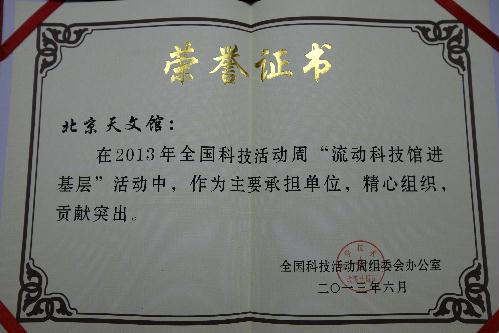 荣誉证书
北京天文馆：
在2013年全国科技活动周“流动科技馆进
基层”活动中，作为主要承担单位，精心组织，
贡献突出。
全国科技活动周组委会办公室
二〇一三年六月